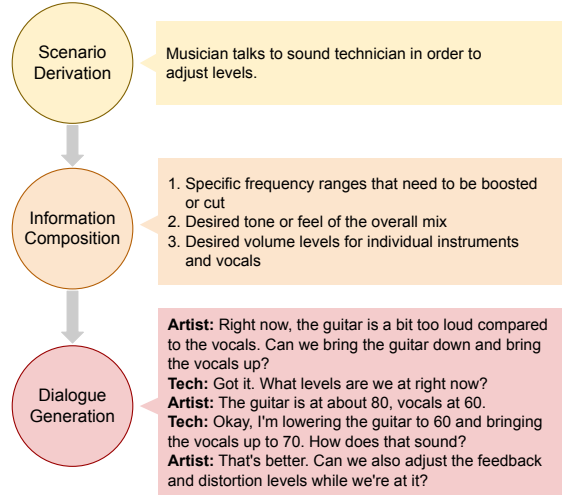 Scenario
Derivation
Musician talks to sound technician in order to
adjust levels.
Information
Composition
1. Specific frequency ranges that need to be boosted
or cut
2. Desired tone or feel of the overall mix
3. Desired volume levels for individual instruments
and vocals
Dialogue
Generation
Artist: Right now, the guitar is a bit too loud compared
to the vocals. Can we bring the guitar down and bring
the vocals up?
Tech: Got it. What levels are we at right now?
Artist: The guitar is at about 80, vocals at 60.
Tech: Okay, I'm lowering the guitar to 60 and bringing
the vocals up to 70. How does that sound?
Artist: That's better. Can we also adjust the feedback
and distortion levels while we're at it?